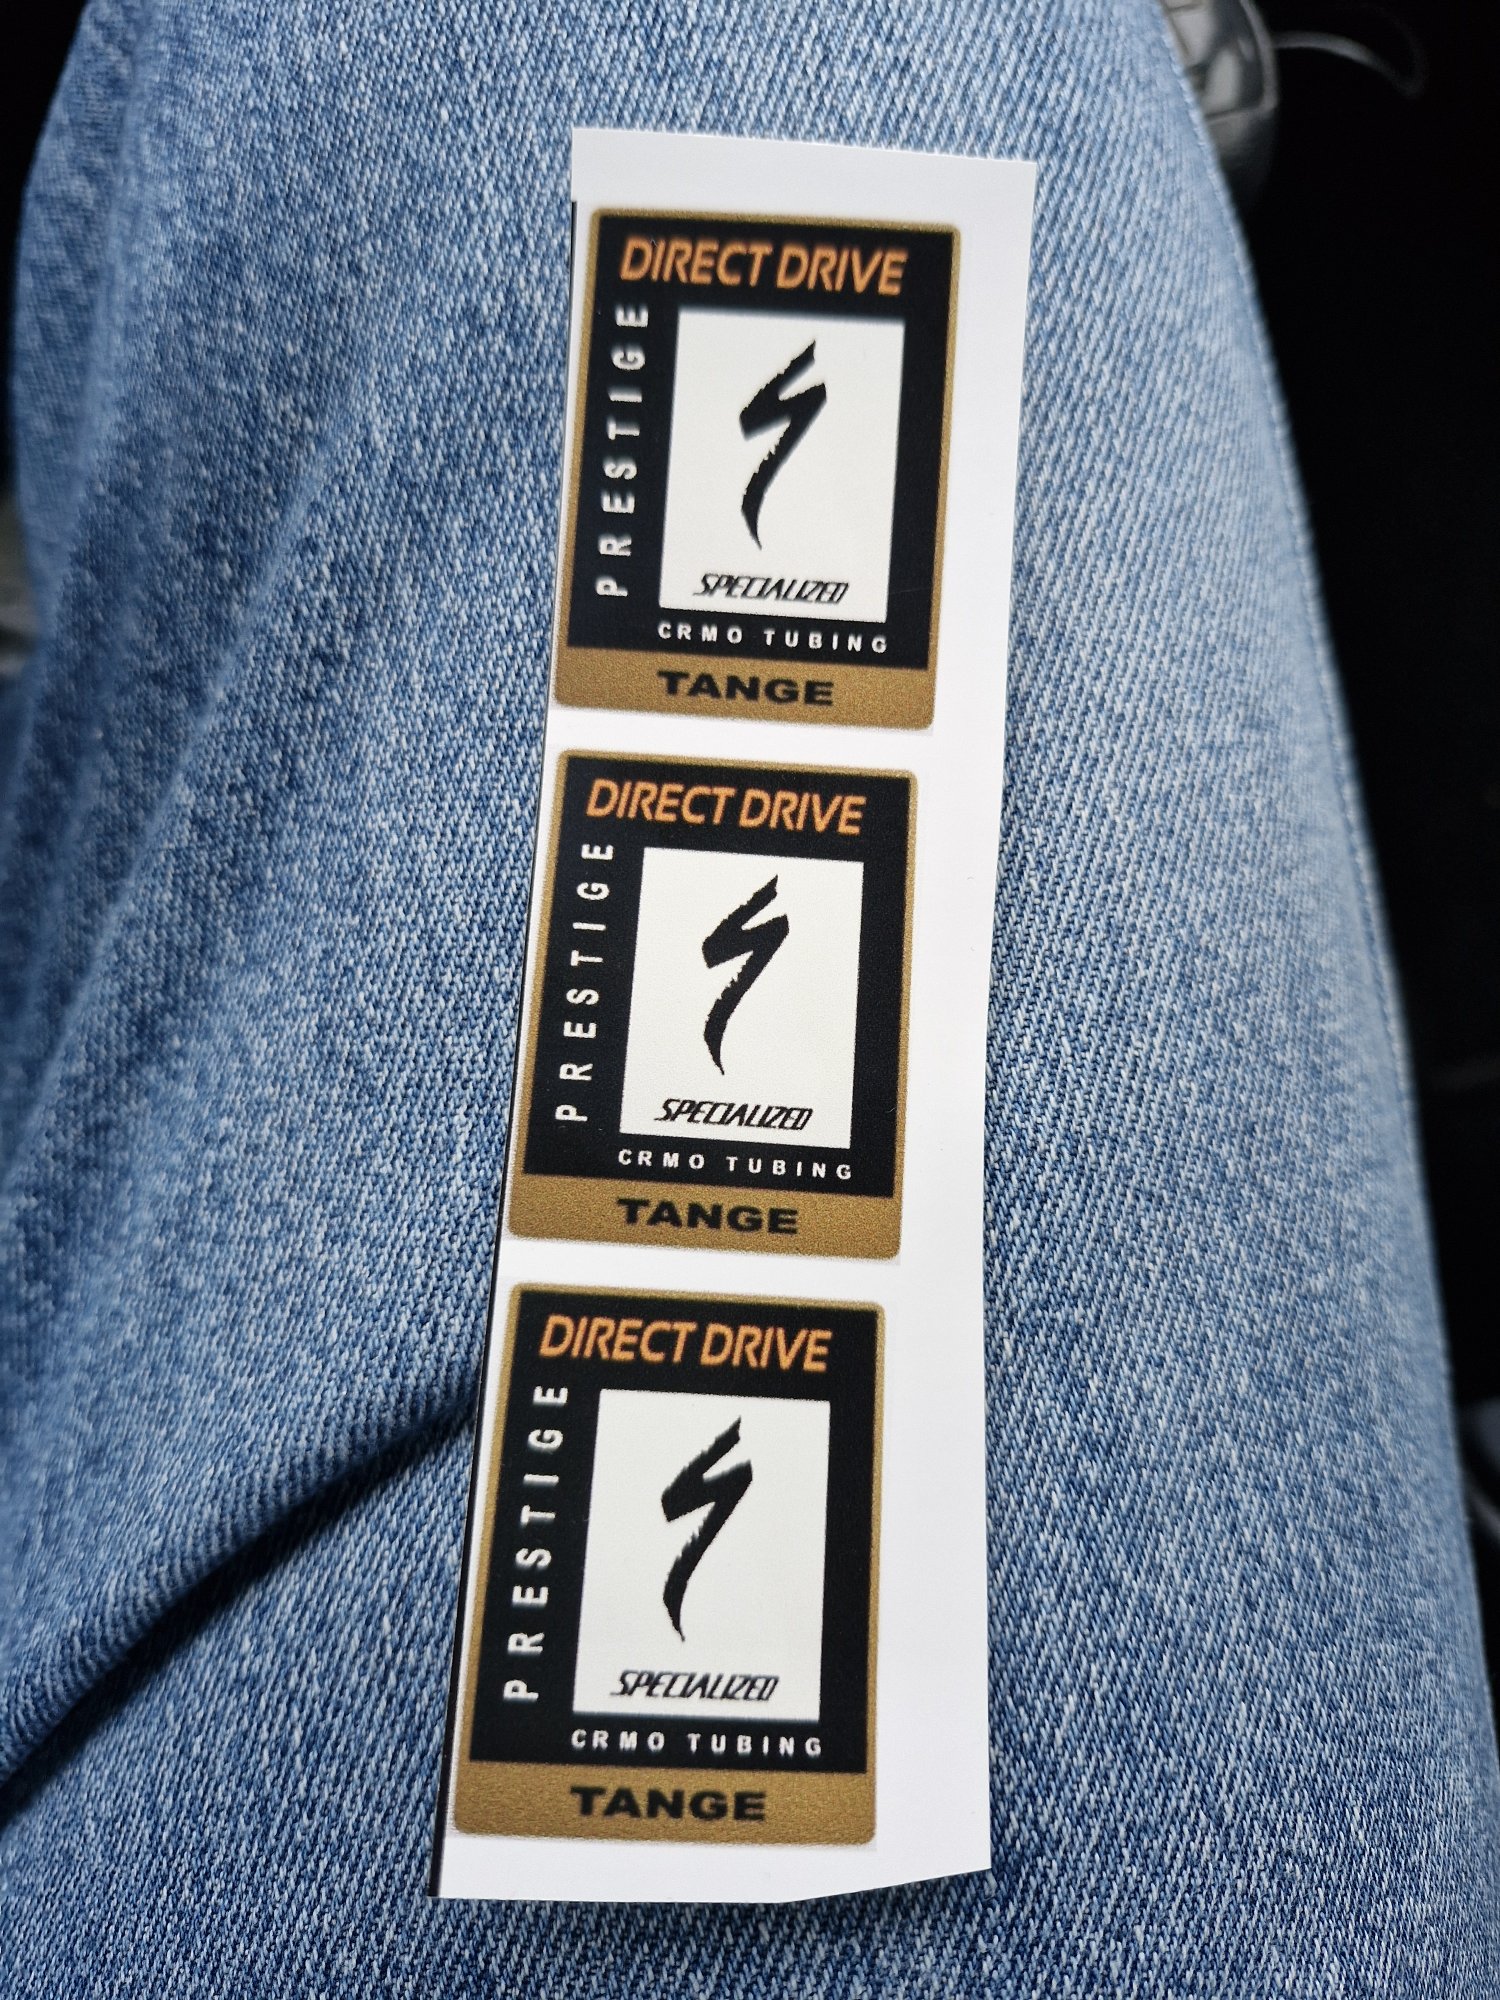 DIRECT DRIVE
PRESTIGE
SPECIALIZED
CRMO TUBING
TANGE
DIRECT DRIVE
PRESTIGE
SPECIALIZED
CRMO TUBING
TANGE
DIRECT DRIVE
PRESTIGE
SPECIALIZED
CRMO TUBING
TANGE